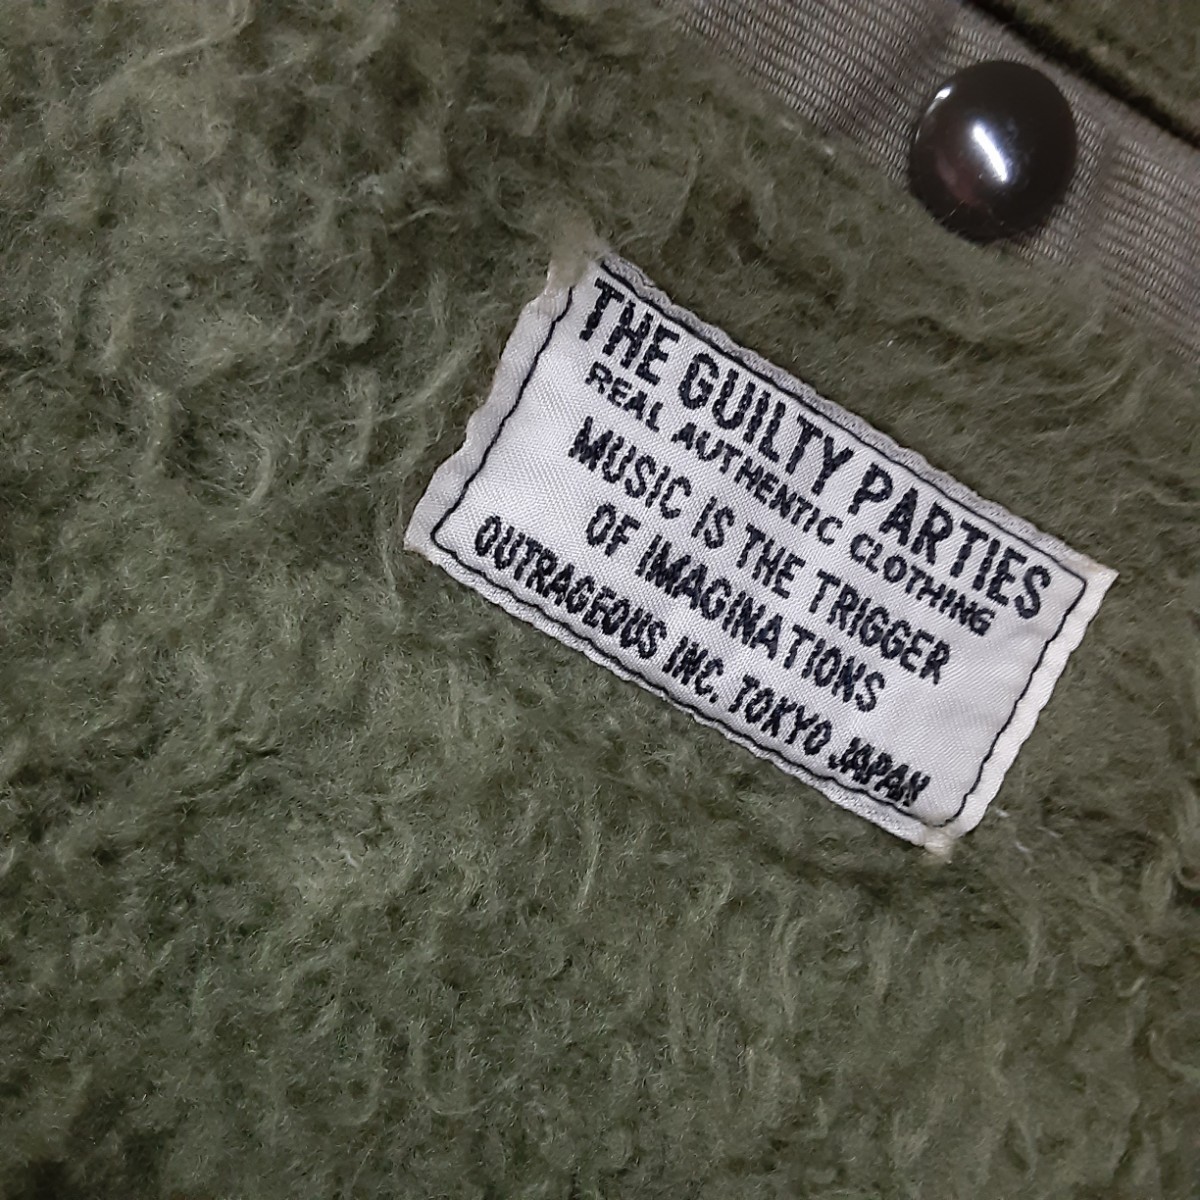 THE GUILTY PARTIES
REAL AUTHENTIC CLOTHING
MUSIC IS THE TRIGGER
OF IMAGINATIONS
OUTRAGEOUS INC. TOKYO JAPAN